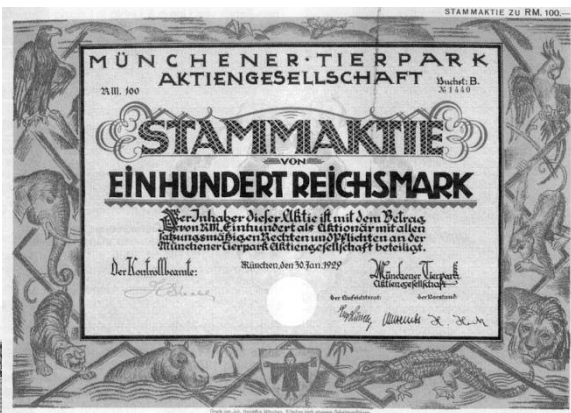 STAMMAKTIE ZU RM. 100.—
MÜNCHENER·TIERPARK
AKTIENGESELLSCHAFT
RM. 100
Buchst: B.
№ 1440
STAMMAKTIE
VON
EINHUNDERT REICHSMARK
Der Inhaber dieser Aktie ist mit dem Betrag
von RM. Einhundert als Aktionär mit allen
satzungsmäßigen Rechten und Pflichten an der
Münchener Tierpark Aktiengesellschaft beteiligt.
Der Kontrollbeamte:
München, den 30. Jan. 1929
Münchener Tierpark
Aktiengesellschaft
der Aufsichtsrat:
der Vorstand: